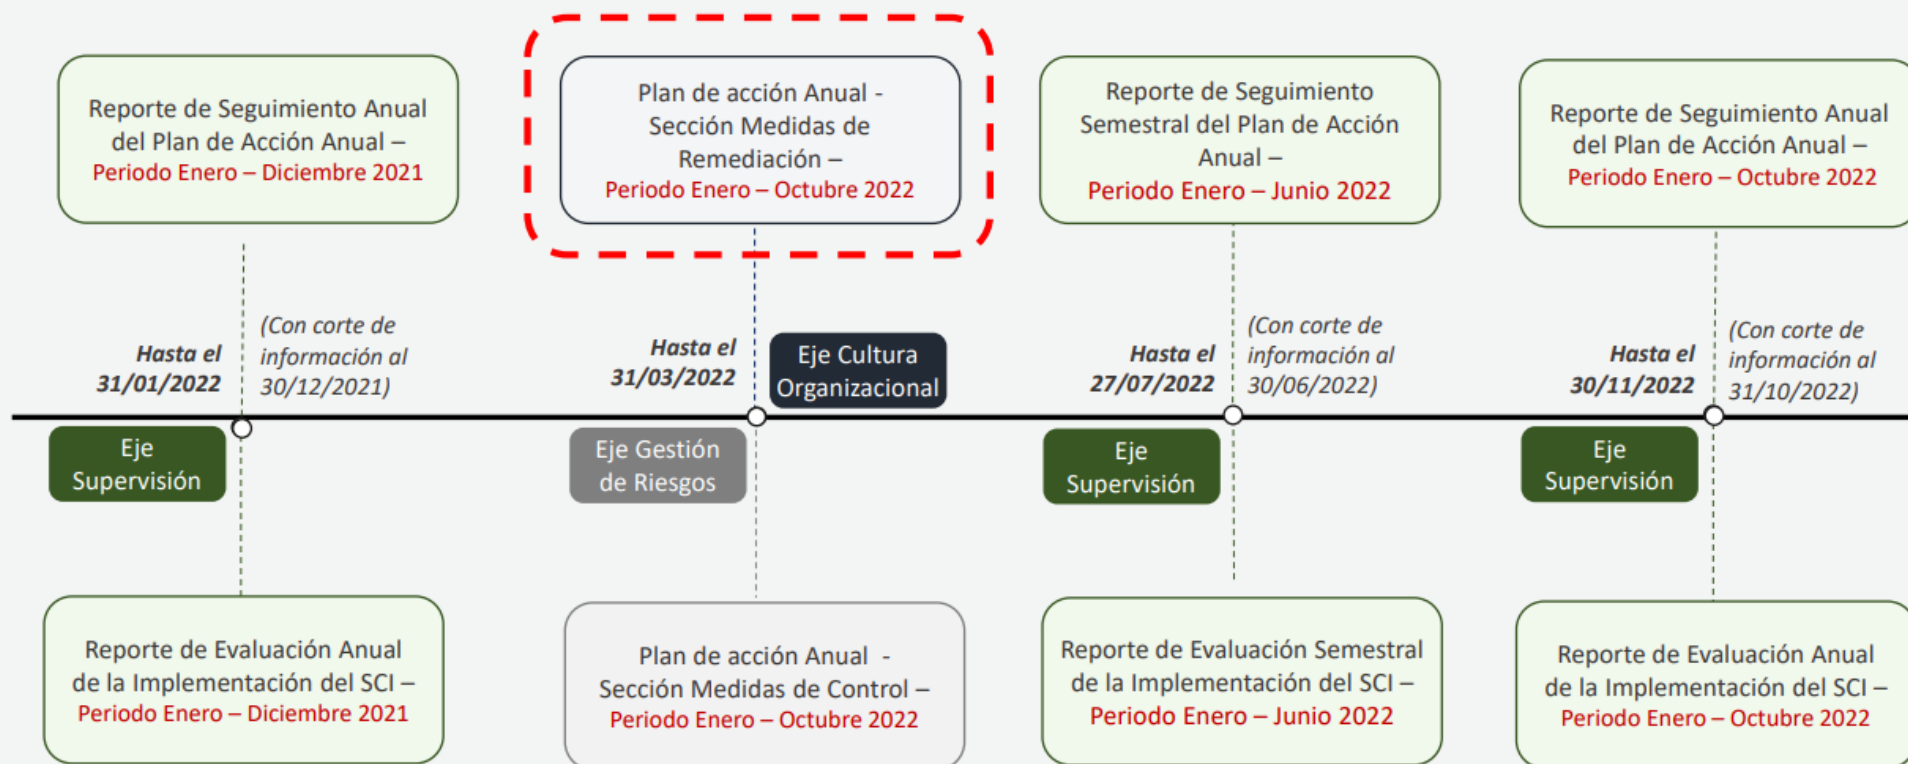 Reporte de Seguimiento Anual
del Plan de Acción Anual –
Periodo Enero – Diciembre 2021
Plan de acción Anual -
Sección Medidas de
Remediación –
Periodo Enero – Octubre 2022
Reporte de Seguimiento
Semestral del Plan de Acción
Anual –
Periodo Enero – Junio 2022
Reporte de Seguimiento Anual
del Plan de Acción Anual –
Periodo Enero – Octubre 2022
Hasta el
31/01/2022
(Con corte de
información al
30/12/2021)
Hasta el
31/03/2022
Eje Cultura
Organizacional
Hasta el
27/07/2022
(Con corte de
información al
30/06/2022)
Hasta el
30/11/2022
(Con corte de
información al
31/10/2022)
Eje
Supervisión
Eje Gestión
de Riesgos
Eje
Supervisión
Eje
Supervisión
Reporte de Evaluación Anual
de la Implementación del SCI –
Periodo Enero – Diciembre 2021
Plan de acción Anual -
Sección Medidas de Control –
Periodo Enero – Octubre 2022
Reporte de Evaluación Semestral
de la Implementación del SCI –
Periodo Enero – Junio 2022
Reporte de Evaluación Anual
de la Implementación del SCI –
Periodo Enero – Octubre 2022